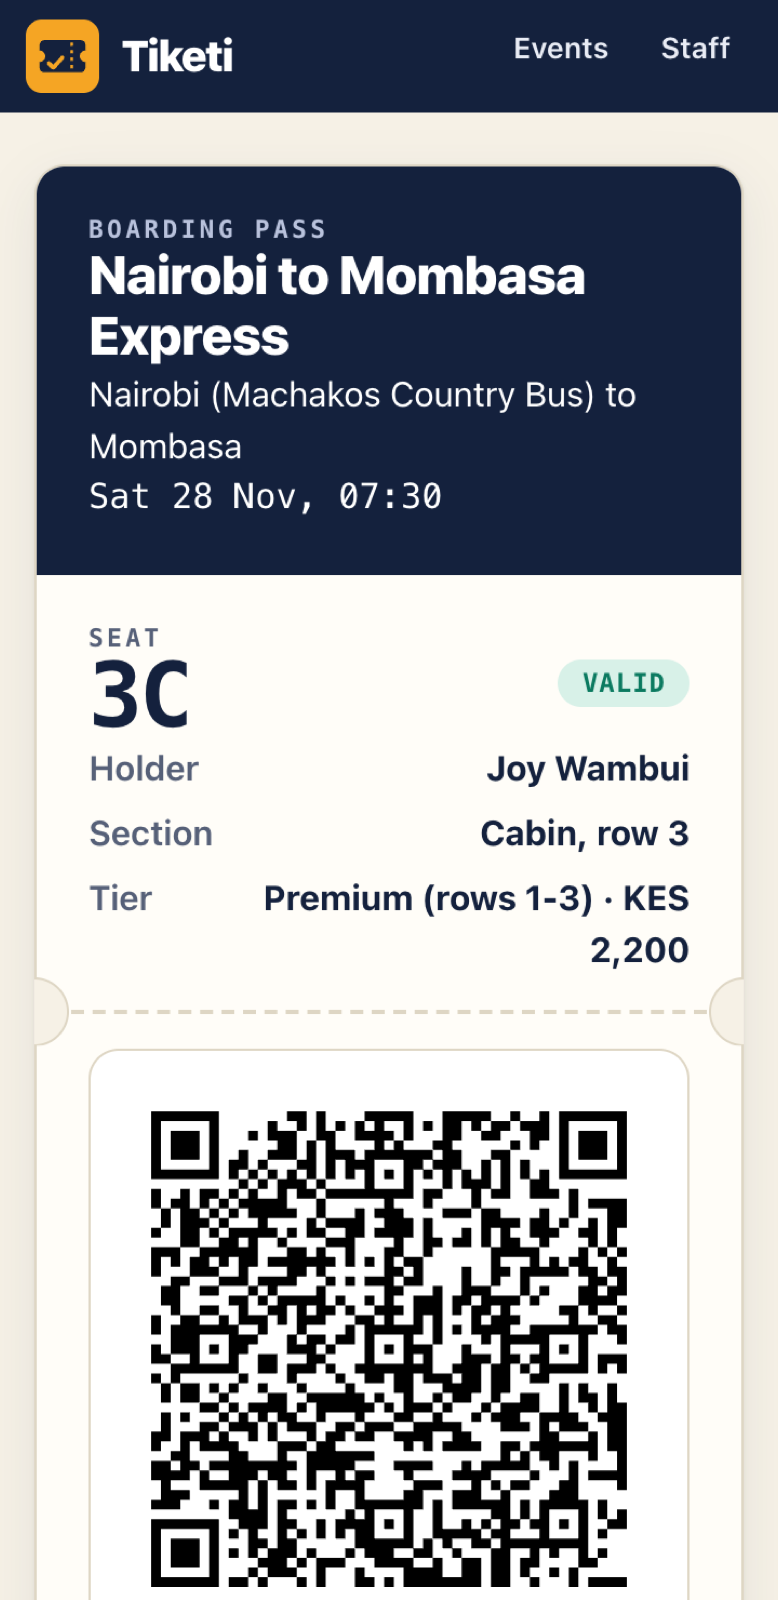 Tiketi
Events
Staff
BOARDING PASS
Nairobi to Mombasa
Express
Nairobi (Machakos Country Bus) to
Mombasa
Sat 28 Nov, 07:30
SEAT
3C
VALID
Holder
Joy Wambui
Section
Cabin, row 3
Tier
Premium (rows 1-3) · KES
2,200